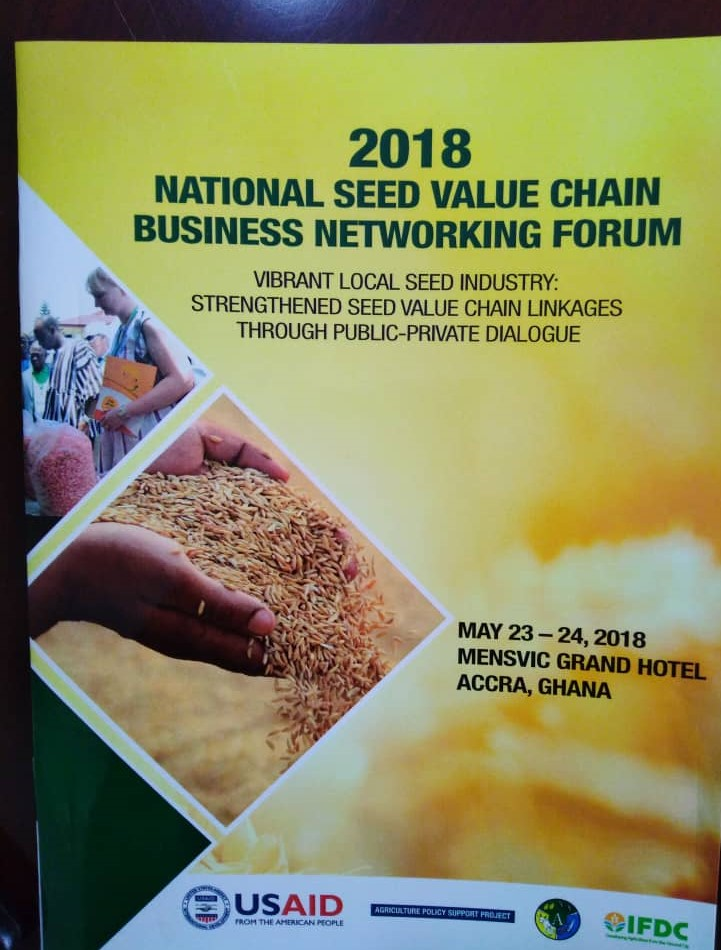 2018
NATIONAL SEED VALUE CHAIN
BUSINESS NETWORKING FORUM
VIBRANT LOCAL SEED INDUSTRY:
STRENGTHENED SEED VALUE CHAIN LINKAGES
THROUGH PUBLIC-PRIVATE DIALOGUE
MAY 23 – 24, 2018
MENSVIC GRAND HOTEL
ACCRA, GHANA
USAID
FROM THE AMERICAN PEOPLE
AGRICULTURE POLICY SUPPORT PROJECT
IFDC